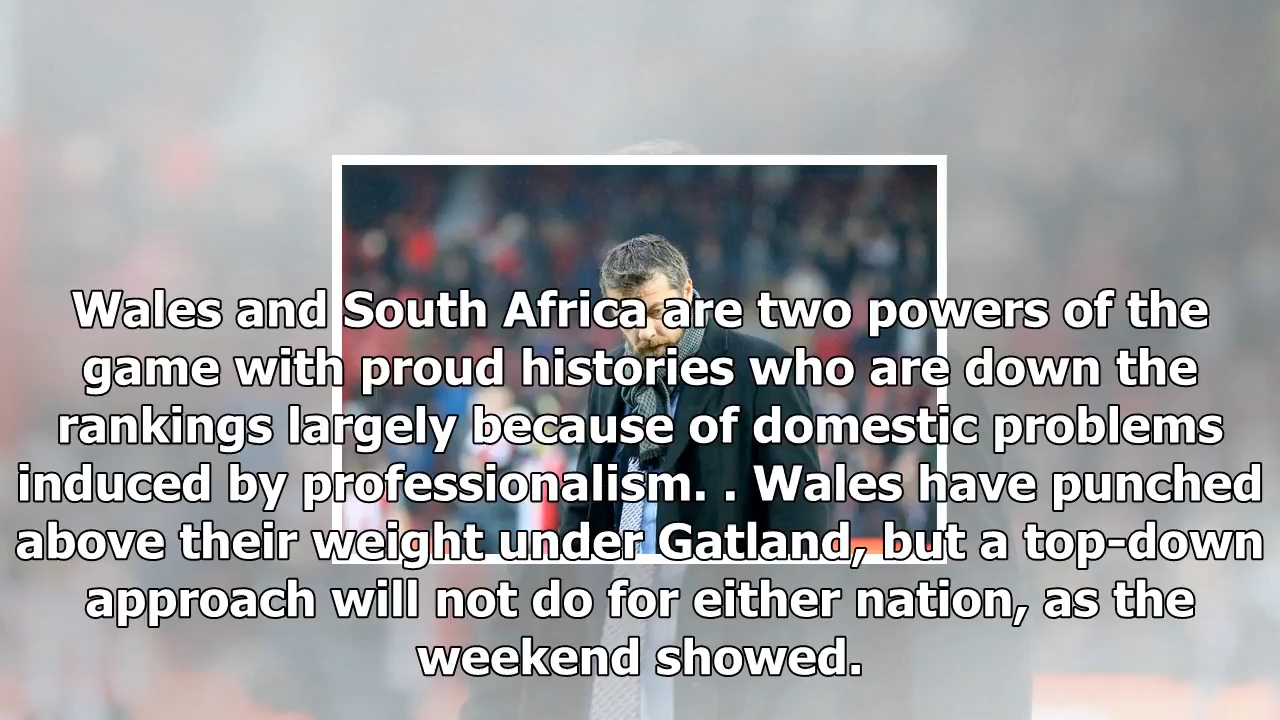 Wales and South Africa are two powers of the
game with proud histories who are down the
rankings largely because of domestic problems
induced by professionalism. . Wales have punched
above their weight under Gatland, but a top-down
approach will not do for either nation, as the
weekend showed.